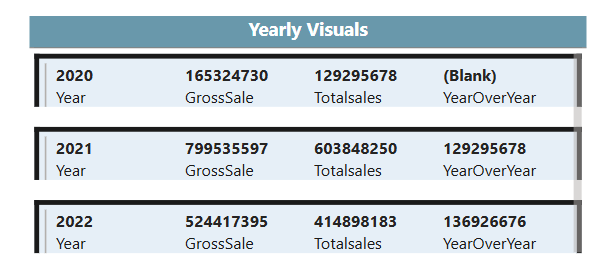 Yearly Visuals
2020 165324730 129295678 (Blank)
Year GrossSale Totalsales YearOverYear
2021 799535597 603848250 129295678
Year GrossSale Totalsales YearOverYear
2022 524417395 414898183 136926676
Year GrossSale Totalsales YearOverYear